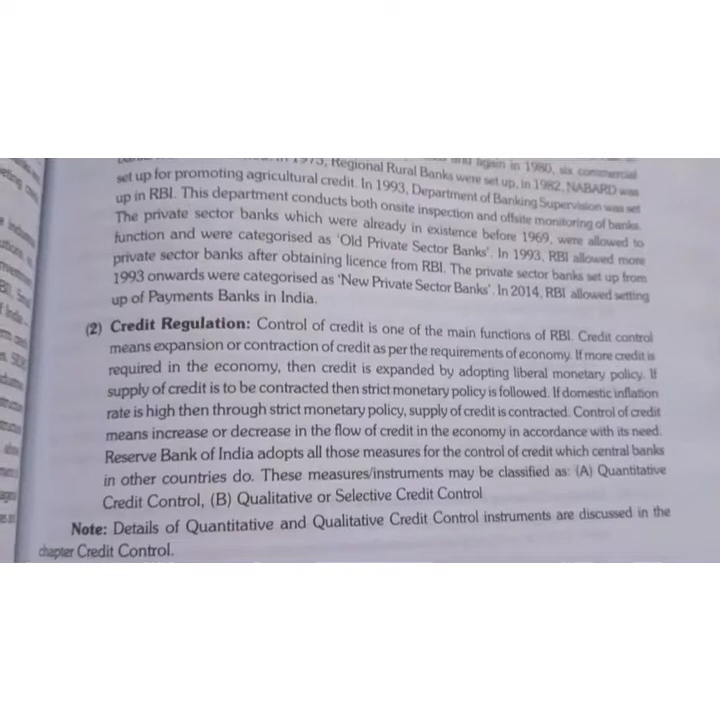 1975, Regional Rural Banks were set up, in 1982, NABARD was
and again in 1980, six commercial
set up for promoting agricultural credit. In 1993, Department of Banking Supervision was set
up in RBI. This department conducts both onsite inspection and offsite monitoring of banks.
The private sector banks which were already in existence before 1969, were allowed to
function and were categorised as 'Old Private Sector Banks'. In 1993, RBI allowed more
private sector banks after obtaining licence from RBI. The private sector banks set up from
1993 onwards were categorised as 'New Private Sector Banks'. In 2014, RBI allowed setting
up of Payments Banks in India.
(2) Credit Regulation: Control of credit is one of the main functions of RBI. Credit control
means expansion or contraction of credit as per the requirements of economy. If more credit is
required in the economy, then credit is expanded by adopting liberal monetary policy. If
supply of credit is to be contracted then strict monetary policy is followed. If domestic inflation
rate is high then through strict monetary policy, supply of credit is contracted. Control of credit
means increase or decrease in the flow of credit in the economy in accordance with its need.
Reserve Bank of India adopts all those measures for the control of credit which central banks
in other countries do. These measures/instruments may be classified as: (A) Quantitative
Credit Control, (B) Qualitative or Selective Credit Control
Note: Details of Quantitative and Qualitative Credit Control instruments are discussed in the
chapter Credit Control.